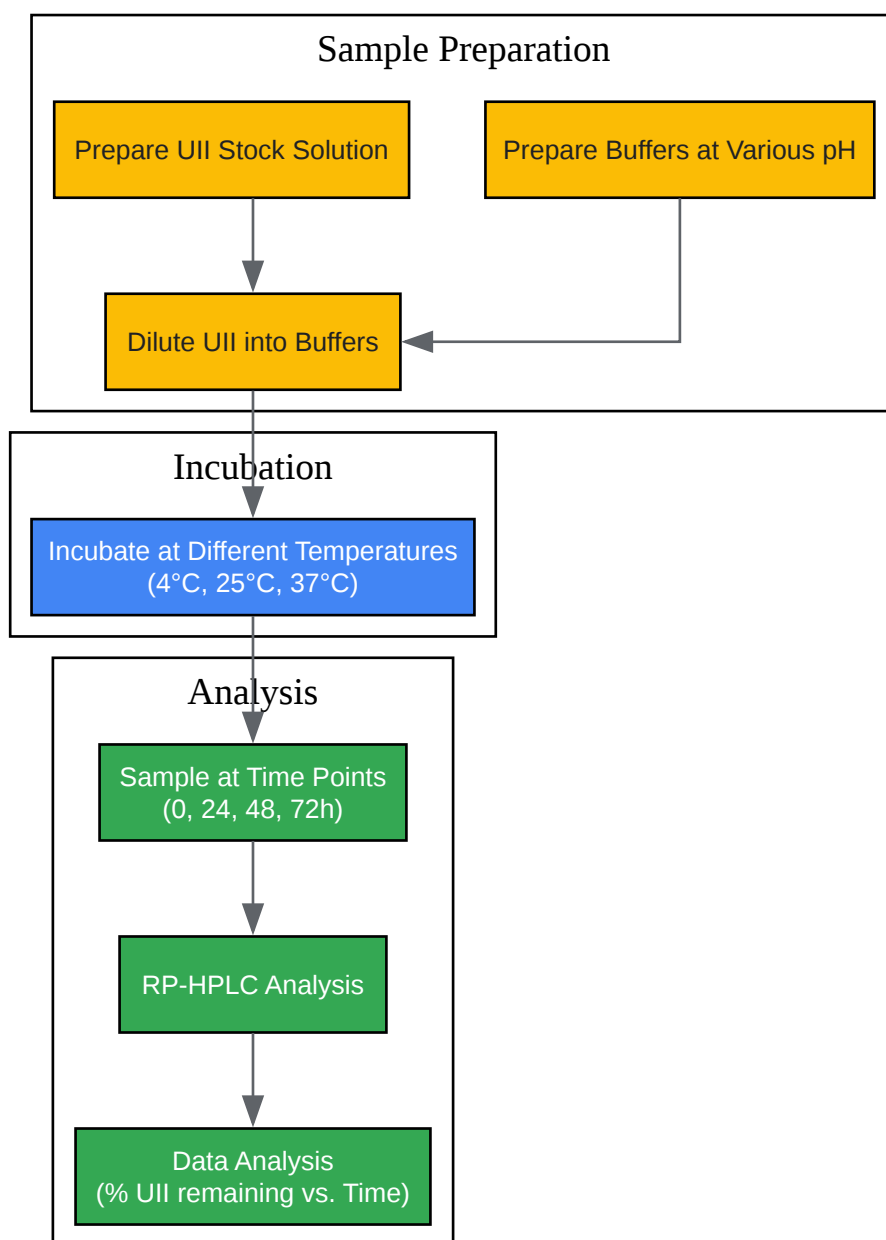 Sample Preparation
Prepare UII Stock Solution
Prepare Buffers at Various pH
Dilute UII into Buffers
Incubation
Incubate at Different Temperatures
(4°C, 25°C, 37°C)
Analysis
Sample at Time Points
(0, 24, 48, 72h)
RP-HPLC Analysis
Data Analysis
(% UII remaining vs. Time)